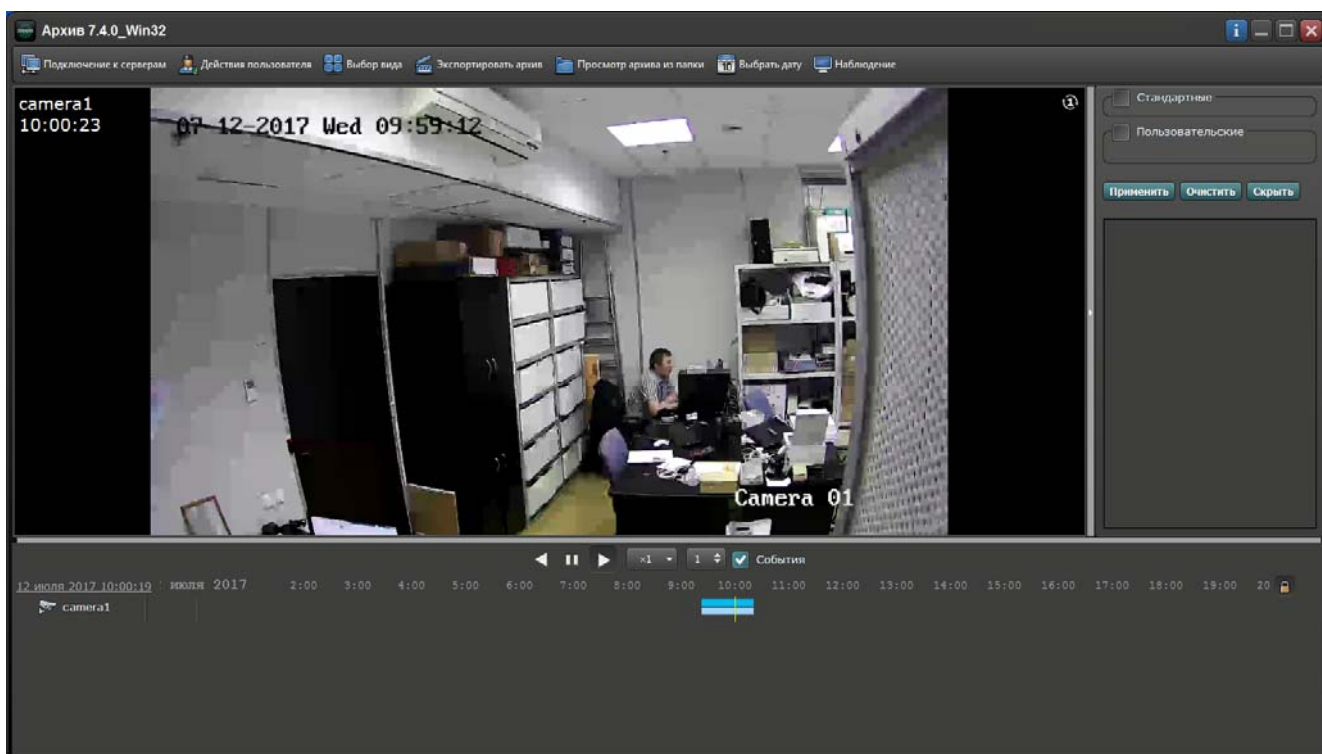 Архив 7.4.0_Win32
Подключение к серверам Действия пользователя Выбор вида Экспортировать архив Просмотр архива из папки 10 Выбрать дату Наблюдение
camera1
10:00:23
07-12-2017 Wed 09:59:12
Camera 01
Стандартные
Пользовательские
Применить Очистить Скрыть
×1 1 События
12 июля 2017 10:00:19 июля 2017 2:00 3:00 4:00 5:00 6:00 7:00 8:00 9:00 10:00 11:00 12:00 13:00 14:00 15:00 16:00 17:00 18:00 19:00 20
camera1